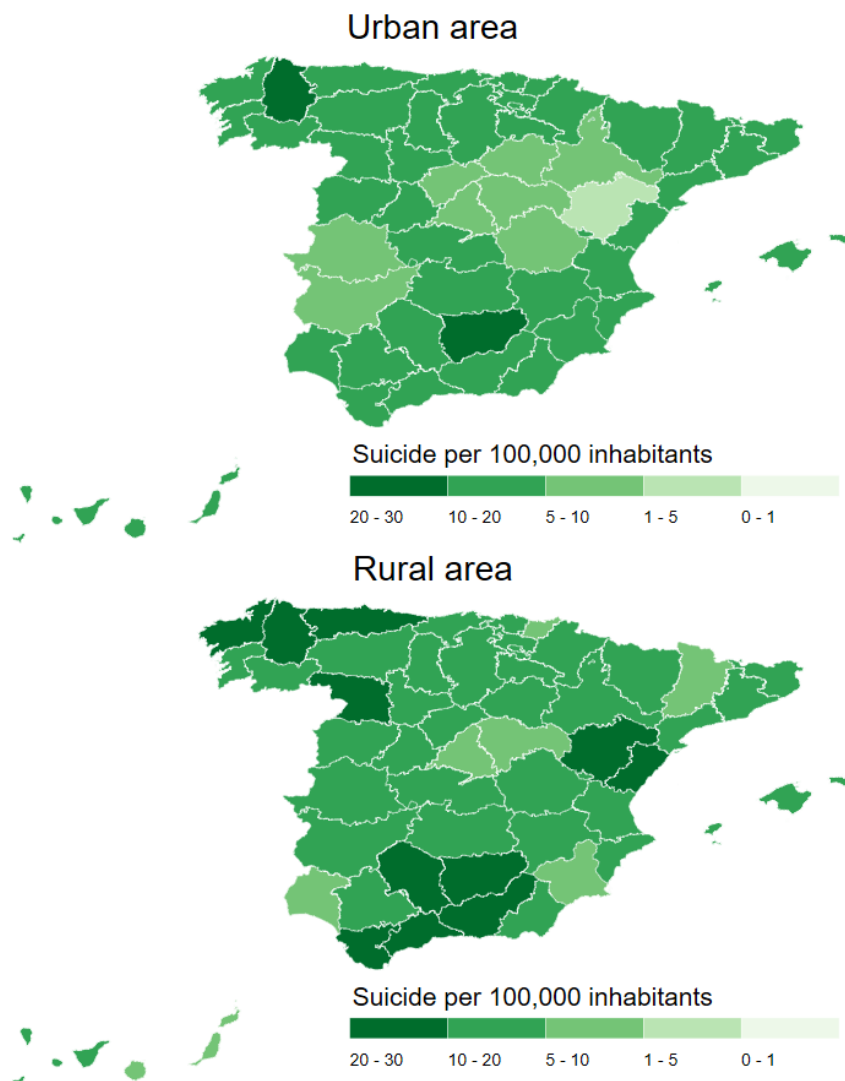 Urban area
Suicide per 100,000 inhabitants
20 - 30 10 - 20 5 - 10 1 - 5 0 - 1
Rural area
Suicide per 100,000 inhabitants
20 - 30 10 - 20 5 - 10 1 - 5 0 - 1